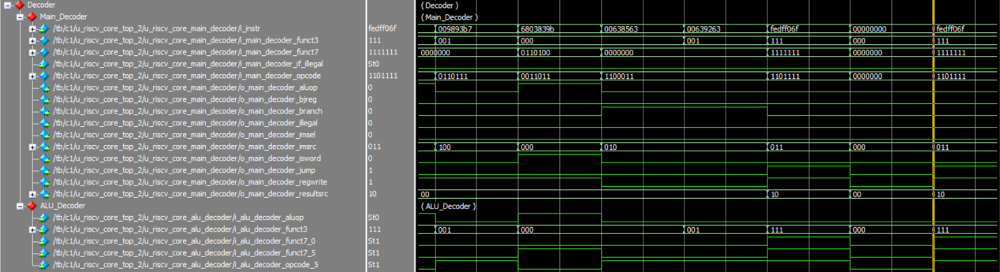 Decoder
(Decoder )
Main_Decoder
(Main_Decoder )
/tb/c1/u_riscv_core_top_2/u_riscv_core_main_decoder/i_instr fedff06f 009893b7 6803839b 00638563 00639263 fedff06f 00000000 fedff06f
/tb/c1/u_riscv_core_top_2/u_riscv_core_main_decoder/i_main_decoder_funct3 111 001 000 001 111 000 111
/tb/c1/u_riscv_core_top_2/u_riscv_core_main_decoder/i_main_decoder_funct7 1111111 0000000 0110100 0000000 1111111 0000000 1111111
/tb/c1/u_riscv_core_top_2/u_riscv_core_main_decoder/i_main_decoder_if_illegal St0
/tb/c1/u_riscv_core_top_2/u_riscv_core_main_decoder/i_main_decoder_opcode 1101111 0110111 0011011 1100011 1101111 0000000 1101111
/tb/c1/u_riscv_core_top_2/u_riscv_core_main_decoder/o_main_decoder_aluop 0
/tb/c1/u_riscv_core_top_2/u_riscv_core_main_decoder/o_main_decoder_bjreg 0
/tb/c1/u_riscv_core_top_2/u_riscv_core_main_decoder/o_main_decoder_branch 0
/tb/c1/u_riscv_core_top_2/u_riscv_core_main_decoder/o_main_decoder_illegal 0
/tb/c1/u_riscv_core_top_2/u_riscv_core_main_decoder/o_main_decoder_imsel 0
/tb/c1/u_riscv_core_top_2/u_riscv_core_main_decoder/o_main_decoder_imsrc 011 100 000 010 011 000 011
/tb/c1/u_riscv_core_top_2/u_riscv_core_main_decoder/o_main_decoder_isword 0
/tb/c1/u_riscv_core_top_2/u_riscv_core_main_decoder/o_main_decoder_jump 1
/tb/c1/u_riscv_core_top_2/u_riscv_core_main_decoder/o_main_decoder_regwrite 1
/tb/c1/u_riscv_core_top_2/u_riscv_core_main_decoder/o_main_decoder_resultsrc 10 00 10 00 10
ALU_Decoder
(ALU_Decoder )
/tb/c1/u_riscv_core_top_2/u_riscv_core_alu_decoder/i_alu_decoder_aluop St0
/tb/c1/u_riscv_core_top_2/u_riscv_core_alu_decoder/i_alu_decoder_funct3 111 001 000 001 111 000 111
/tb/c1/u_riscv_core_top_2/u_riscv_core_alu_decoder/i_alu_decoder_funct7_0 St1
/tb/c1/u_riscv_core_top_2/u_riscv_core_alu_decoder/i_alu_decoder_funct7_5 St1
/tb/c1/u_riscv_core_top_2/u_riscv_core_alu_decoder/i_alu_decoder_opcode_5 St1